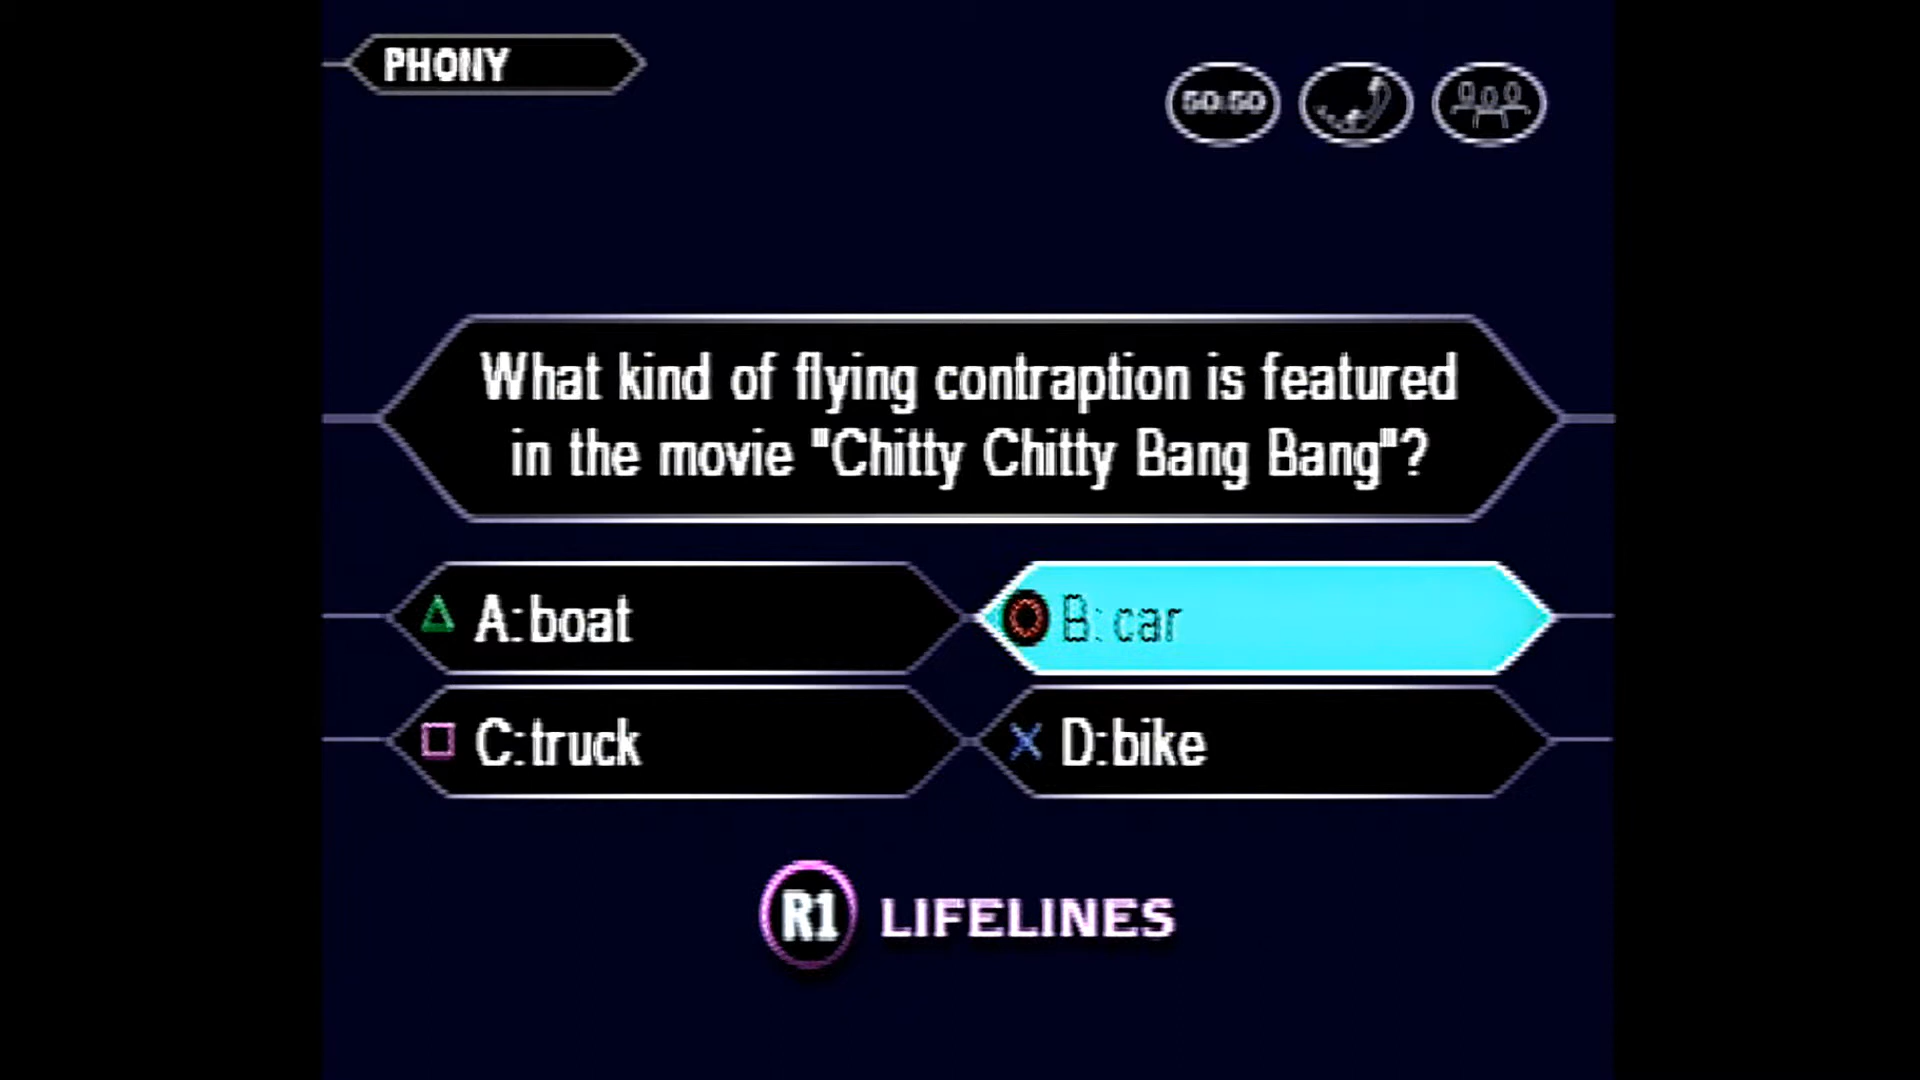 PHONY
50:50
What kind of flying contraption is featured
in the movie "Chitty Chitty Bang Bang"?
A: boat
B: car
C: truck
D: bike
R1 LIFELINES